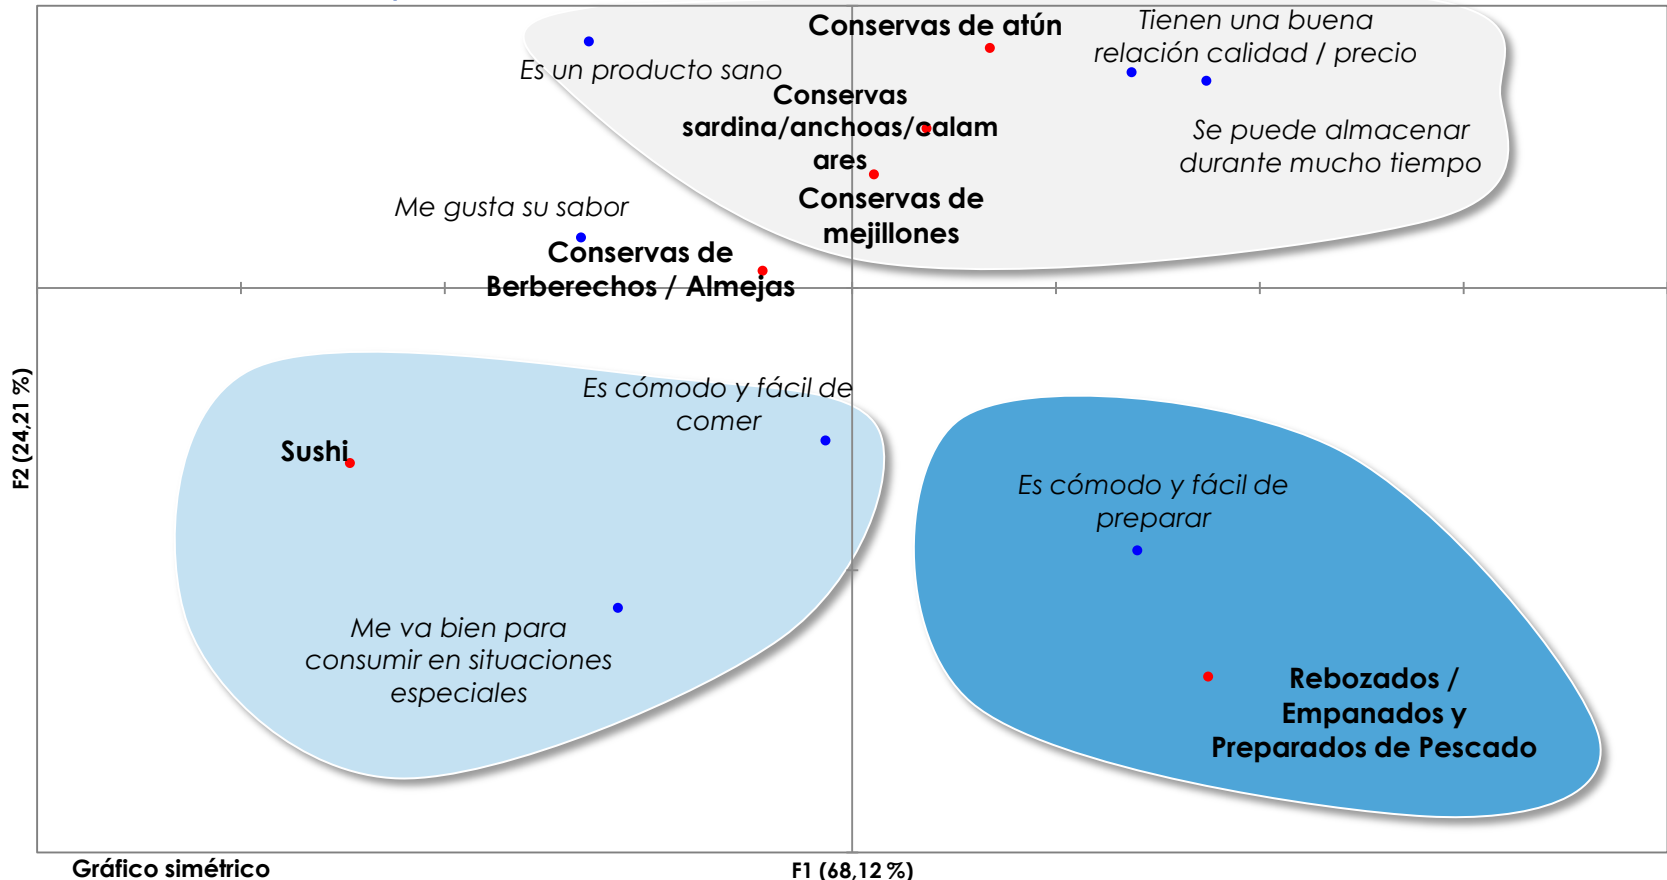 Conservas de atún
Tienen una buena
relación calidad / precio
Es un producto sano
Conservas
sardina/anchoas/calam
ares
Se puede almacenar
durante mucho tiempo
Conservas de
mejillones
Me gusta su sabor
Conservas de
Berberechos / Almejas
F2 (24,21 %)
Es cómodo y fácil de
comer
Sushi
Es cómodo y fácil de
preparar
Me va bien para
consumir en situaciones
especiales
Rebozados /
Empanados y
Preparados de Pescado
Gráfico simétrico
F1 (68,12 %)